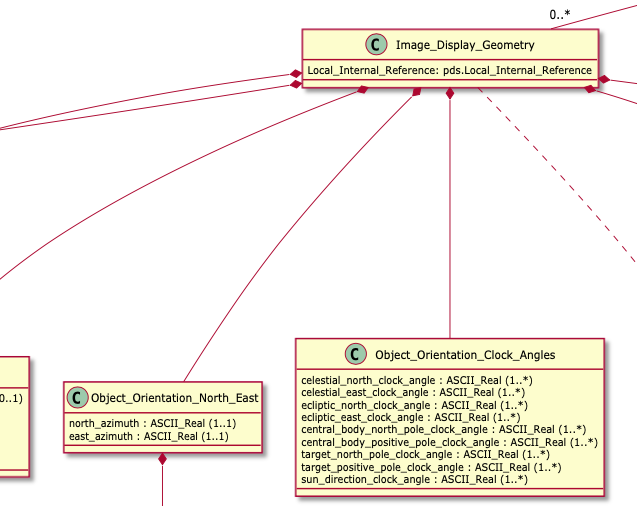 0..*
C Image_Display_Geometry
Local_Internal_Reference: pds.Local_Internal_Reference
C Object_Orientation_Clock_Angles
celestial_north_clock_angle : ASCII_Real (1..*)
celestial_east_clock_angle : ASCII_Real (1..*)
ecliptic_north_clock_angle : ASCII_Real (1..*)
ecliptic_east_clock_angle : ASCII_Real (1..*)
central_body_north_pole_clock_angle : ASCII_Real (1..*)
central_body_positive_pole_clock_angle : ASCII_Real (1..*)
target_north_pole_clock_angle : ASCII_Real (1..*)
target_positive_pole_clock_angle : ASCII_Real (1..*)
sun_direction_clock_angle : ASCII_Real (1..*)
0..1)
C Object_Orientation_North_East
north_azimuth : ASCII_Real (1..1)
east_azimuth : ASCII_Real (1..1)